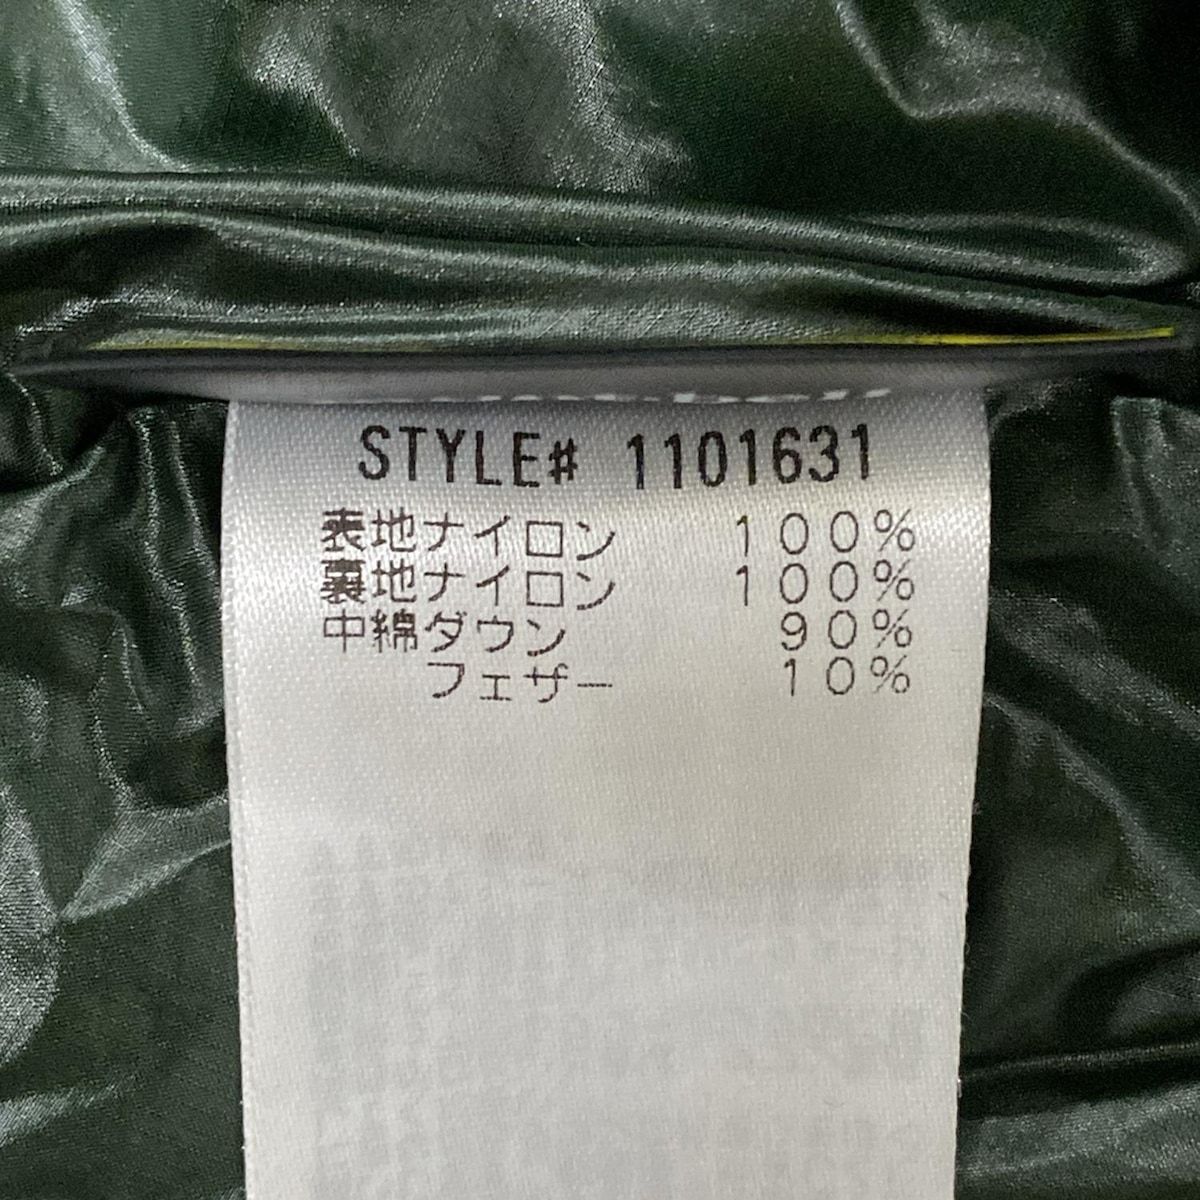 STYLE# 1101631
表地ナイロン 100%
裏地ナイロン 100%
中綿ダウン 90%
フェザー 10%